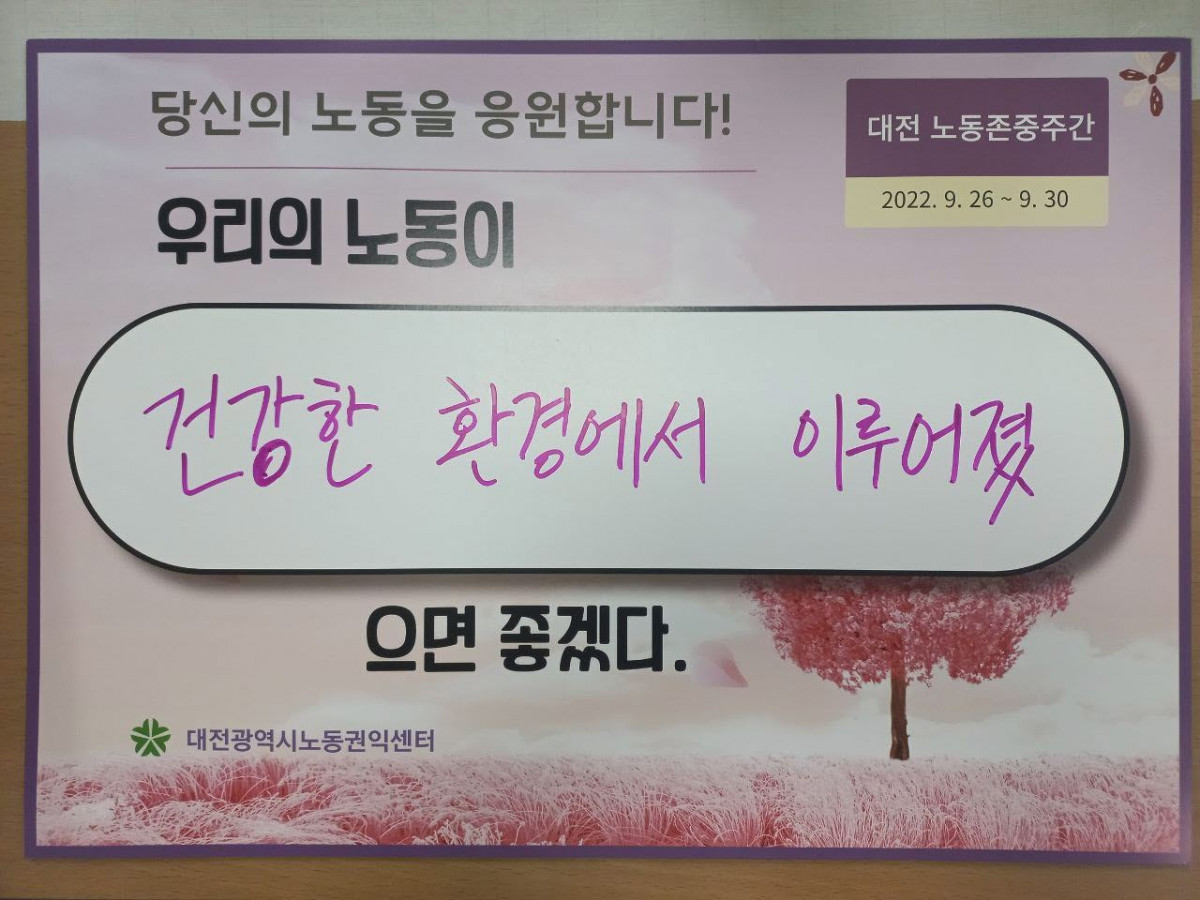 당신의 노동을 응원합니다!
대전 노동존중주간
2022. 9. 26 ~ 9. 30
우리의 노동이
건강한 환경에서 이루어졌
으면 좋겠다.
대전광역시노동권익센터